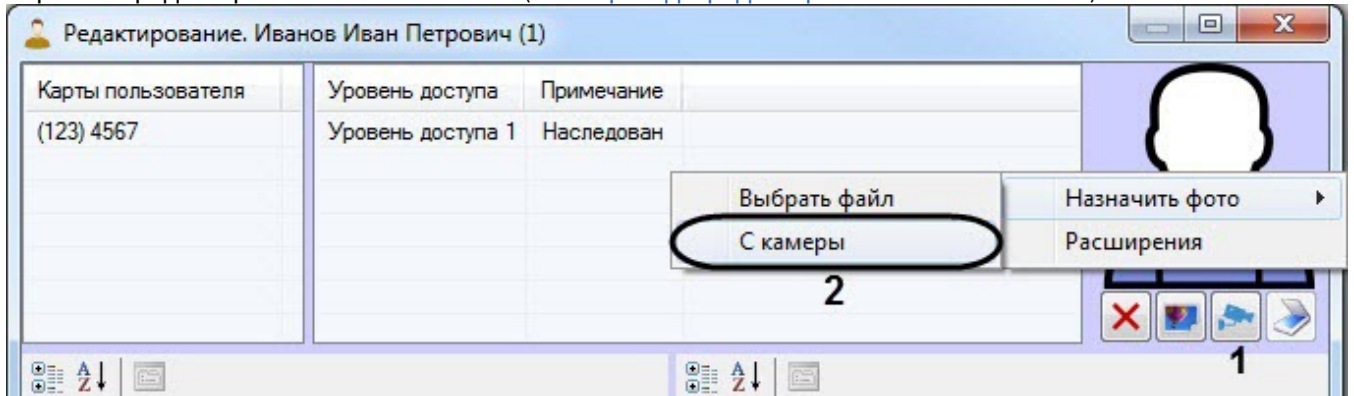 Редактирование. Иванов Иван Петрович (1)
Карты пользователя
Уровень доступа
Примечание
(123) 4567
Уровень доступа 1
Наследован
Выбрать файл
Назначить фото
С камеры
Расширения
2
1
A
Z
A
Z